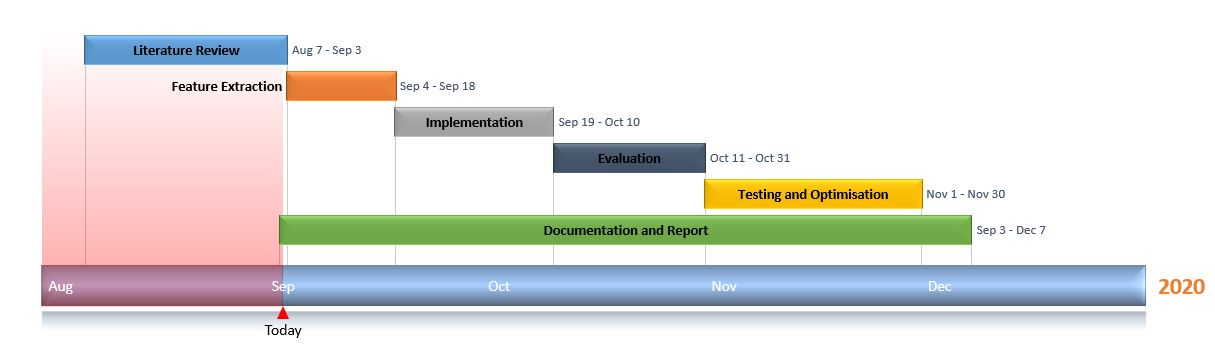 Literature Review Aug 7 - Sep 3
Feature Extraction Sep 4 - Sep 18
Implementation Sep 19 - Oct 10
Evaluation Oct 11 - Oct 31
Testing and Optimisation Nov 1 - Nov 30
Documentation and Report Sep 3 - Dec 7
Aug Sep Oct Nov Dec 2020
Today